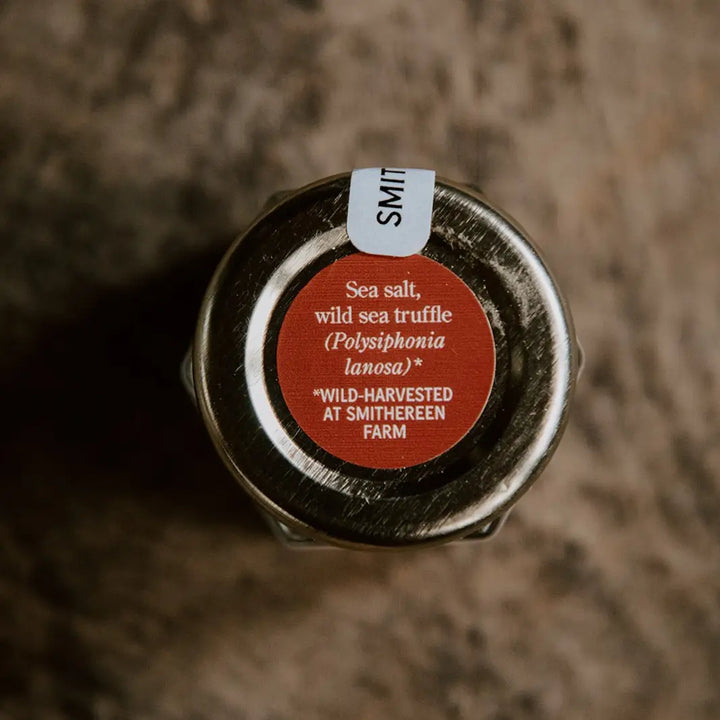 SMIT
Sea salt,
wild sea truffle
(Polysiphonia
lanosa)*
*WILD-HARVESTED
AT SMITHEREEN
FARM